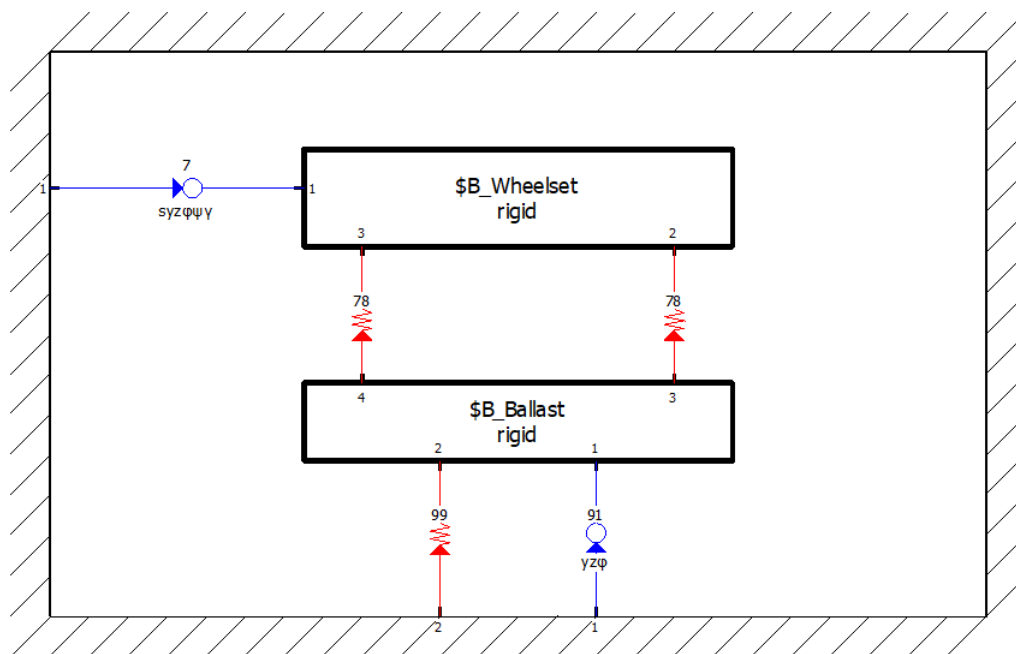 7
$B_Wheelset
1
1
rigid
syzφψγ
3
2
78
78
4
3
$B_Ballast
rigid
2
1
99
91
yzφ
2
1